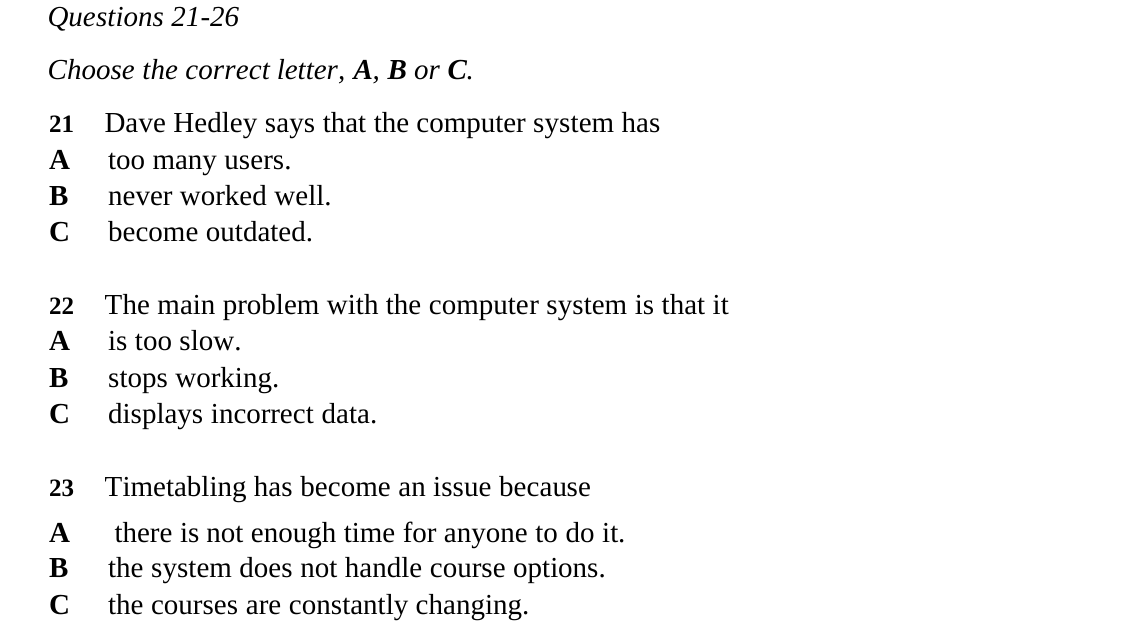 Questions 21-26
Choose the correct letter, A, B or C.
21 Dave Hedley says that the computer system has
A too many users.
B never worked well.
C become outdated.
22 The main problem with the computer system is that it
A is too slow.
B stops working.
C displays incorrect data.
23 Timetabling has become an issue because
A there is not enough time for anyone to do it.
B the system does not handle course options.
C the courses are constantly changing.